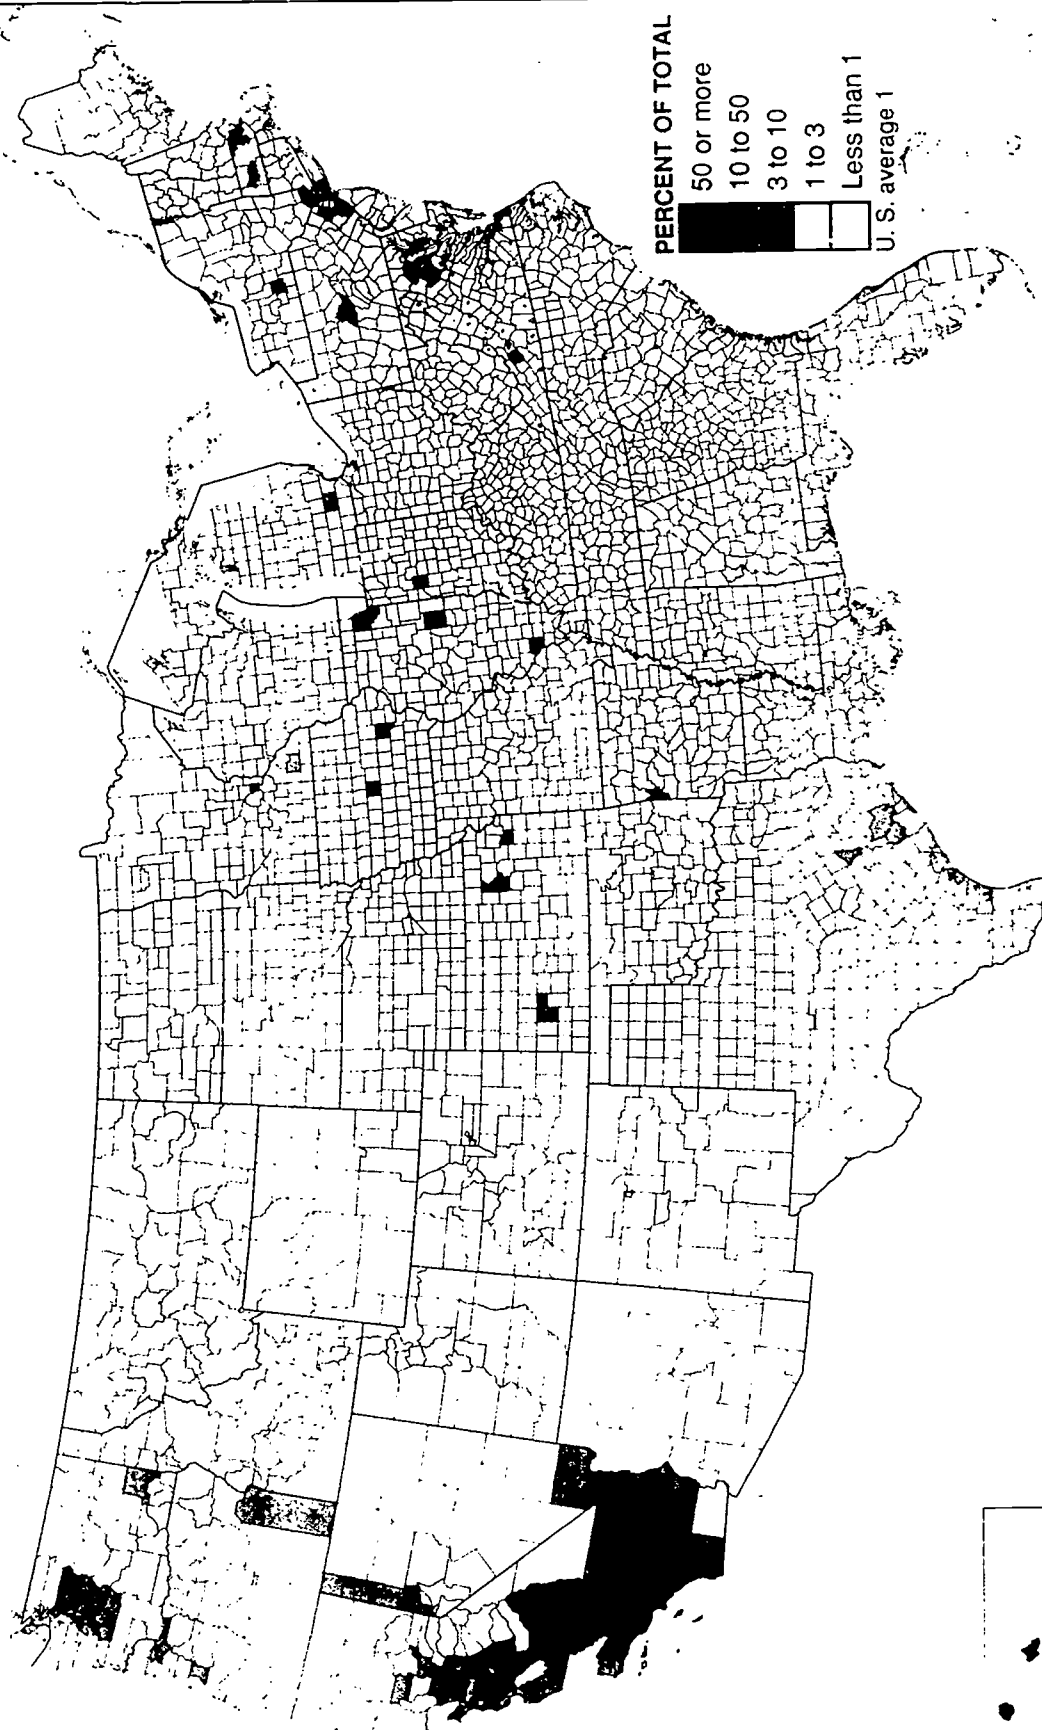 PERCENT OF TOTAL
50 or more
10 to 50
3 to 10
1 to 3
Less than 1
U. S. average 1